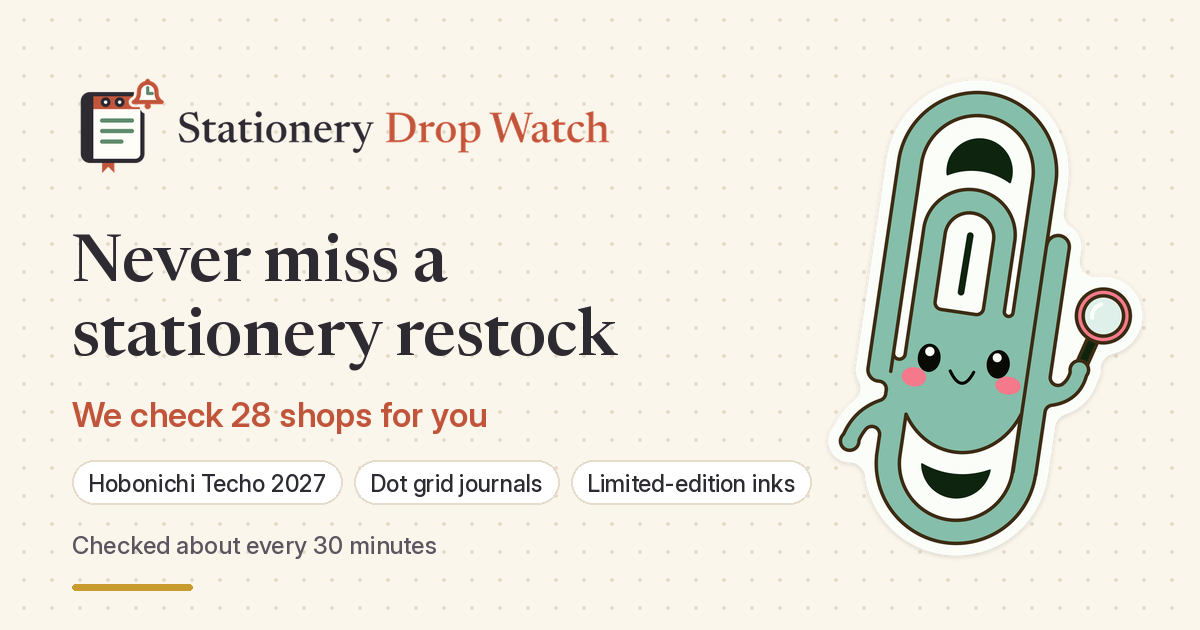 Stationery Drop Watch
Never miss a
stationery restock
We check 28 shops for you
Hobonichi Techo 2027
Dot grid journals
Limited-edition inks
Checked about every 30 minutes